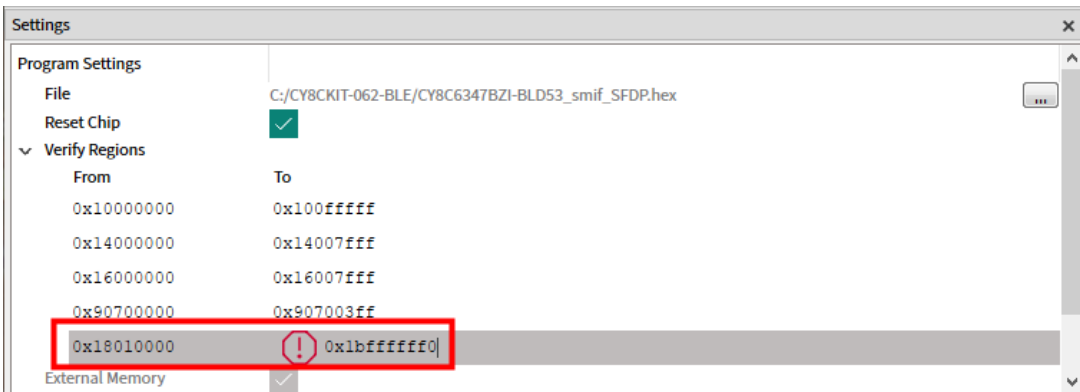 Settings
Program Settings
File C:/CY8CKIT-062-BLE/CY8C6347BZI-BLD53_smif_SFDP.hex ...
Reset Chip
Verify Regions
From To
0x10000000 0x100fffff
0x14000000 0x14007fff
0x16000000 0x16007fff
0x90700000 0x907003ff
0x18010000 0x1bffffff0
External Memory